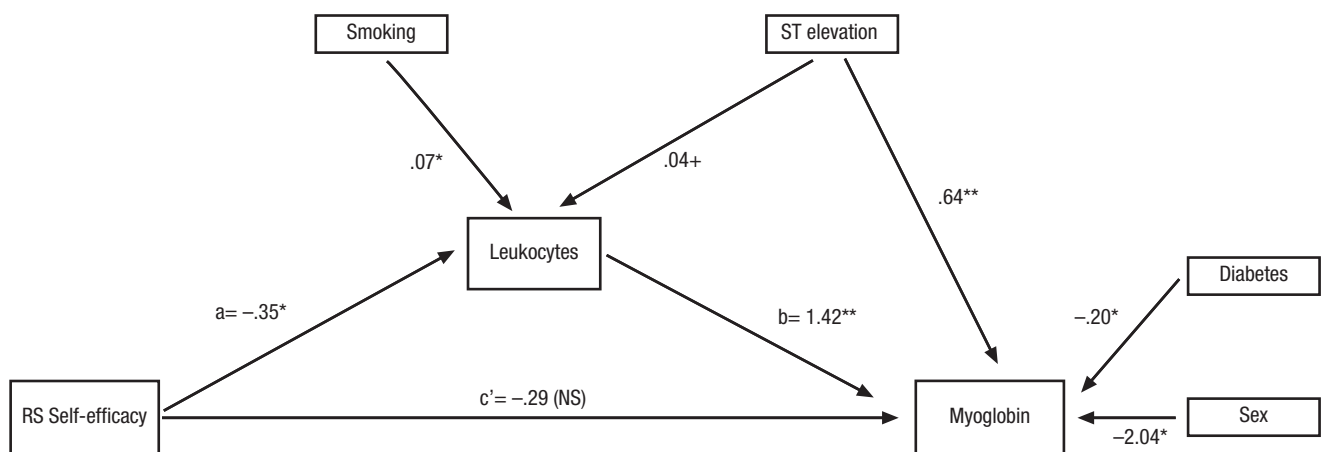 Smoking
ST elevation
.07*
.04+
.64**
Leukocytes
Diabetes
a= –.35*
b= 1.42**
–.20*
c’= –.29 (NS)
RS Self-efficacy
Myoglobin
Sex
–2.04*